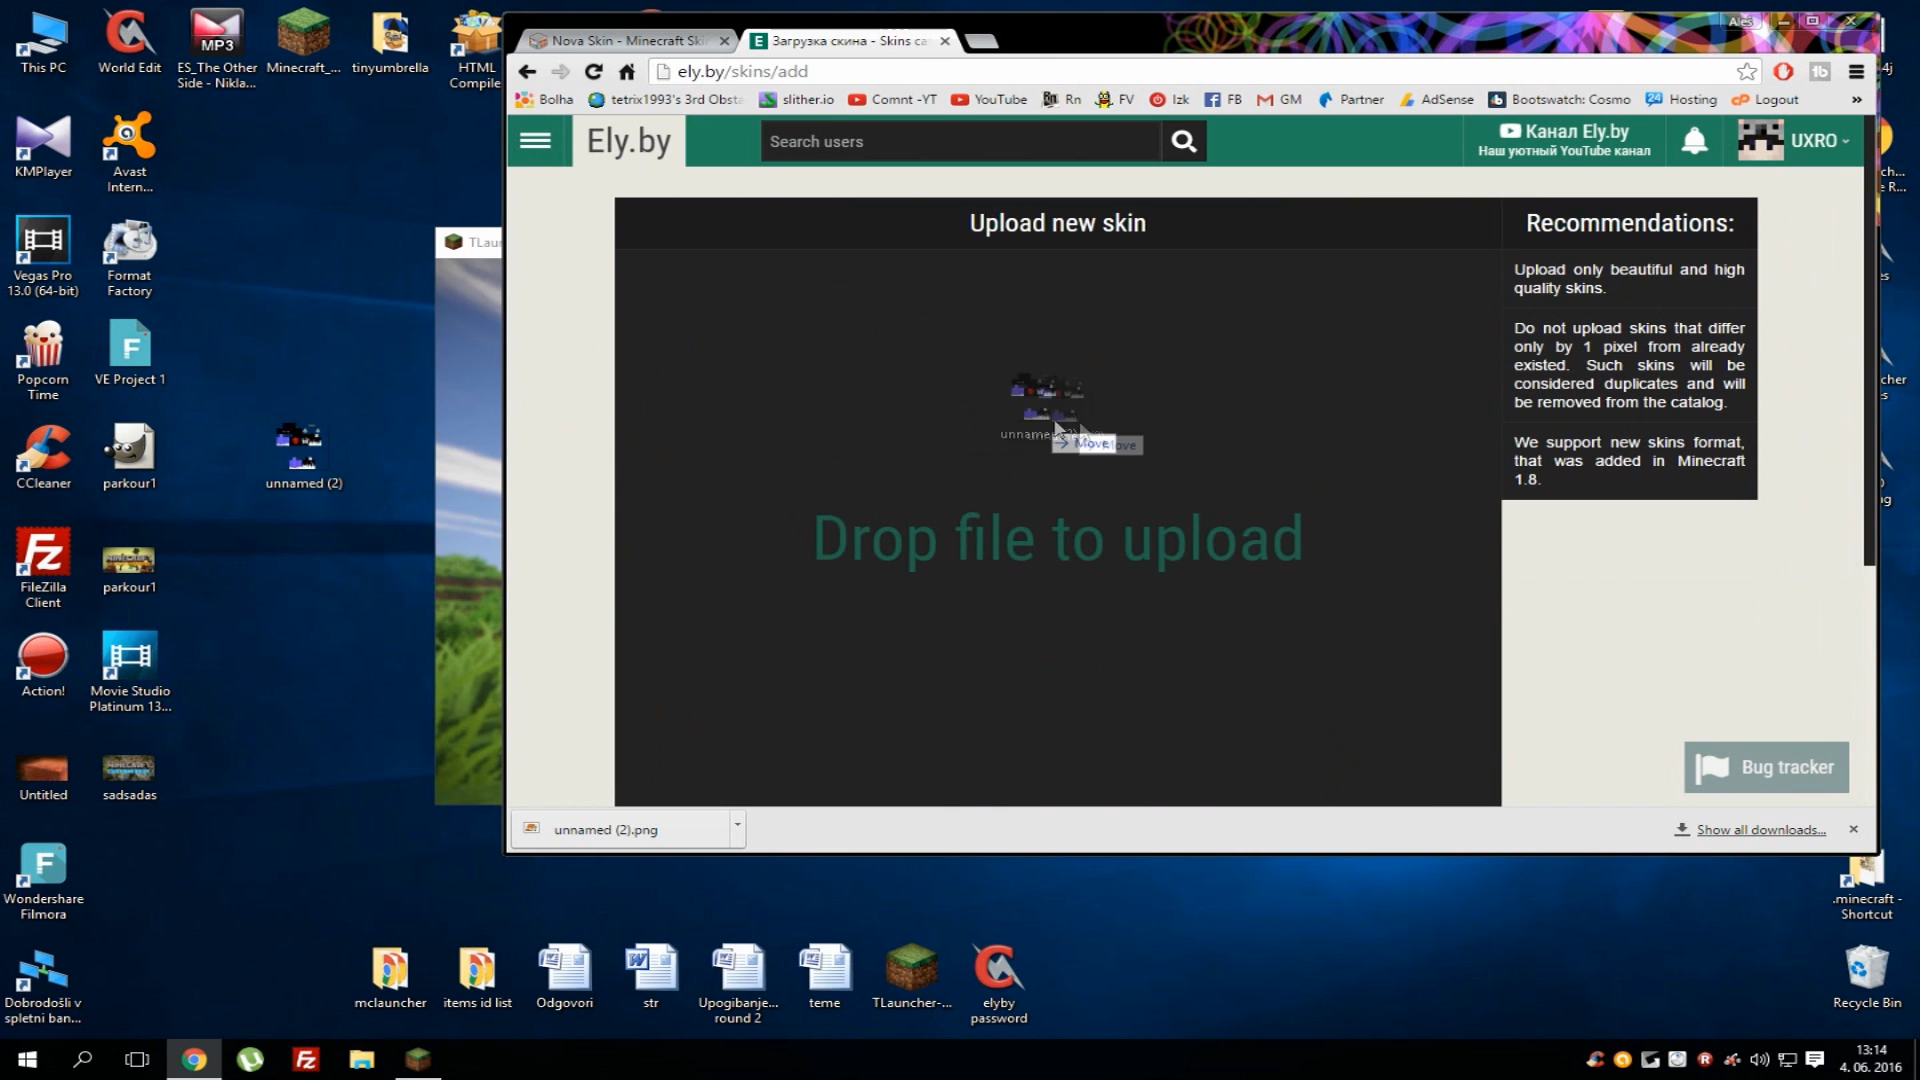 This PC
World Edit
ES_The Other
Side - Nikla...
Minecraft_...
tinyumbrella
HTML
Compile
KMPlayer
Avast
Intern...
Vegas Pro
13.0 (64-bit)
Format
Factory
Popcorn
Time
VE Project 1
CCleaner
parkour1
unnamed (2)
FileZilla
Client
parkour1
Action!
Movie Studio
Platinum 13...
Untitled
sadsadas
Wondershare
Filmora
Dobrodošli v
spletni ban...
mclauncher
items id list
Odgovori
str
Upogibanje...
round 2
teme
TLauncher-...
elyby
password
.minecraft -
Shortcut
Recycle Bin
Nova Skin - Minecraft Ski
Загрузка скина - Skins ca
Aleš
ely.by/skins/add
Bolha
tetrix1993's 3rd Obsta
slither.io
Comnt -YT
YouTube
Rn
FV
Izk
FB
GM
Partner
AdSense
Bootswatch: Cosmo
24 Hosting
cP Logout
»
Ely.by
Search users
Канал Ely.by
Наш уютный YouTube канал
UXRO
Upload new skin
Recommendations:
Upload only beautiful and high
quality skins.
Do not upload skins that differ
only by 1 pixel from already
existed. Such skins will be
considered duplicates and will
be removed from the catalog.
We support new skins format,
that was added in Minecraft
1.8.
Move
Drop file to upload
Bug tracker
unnamed (2).png
Show all downloads...
13:14
4. 06. 2016